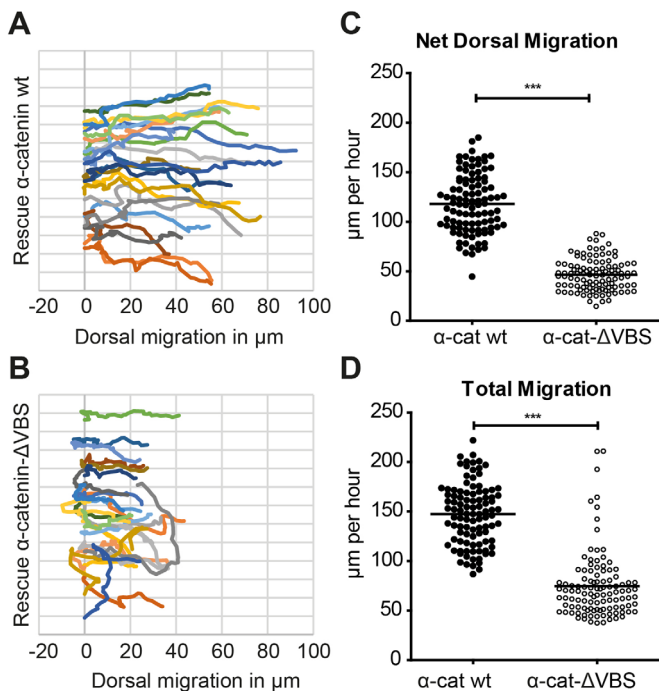 A
Rescue α-catenin wt
-20 0 20 40 60 80 100
Dorsal migration in µm
B
Rescue α-catenin-ΔVBS
-20 0 20 40 60 80 100
Dorsal migration in µm
C
Net Dorsal Migration
µm per hour
250
***
200
150
100
50
0
α-cat wt α-cat-ΔVBS
D
Total Migration
µm per hour
250
***
200
150
100
50
0
α-cat wt α-cat-ΔVBS